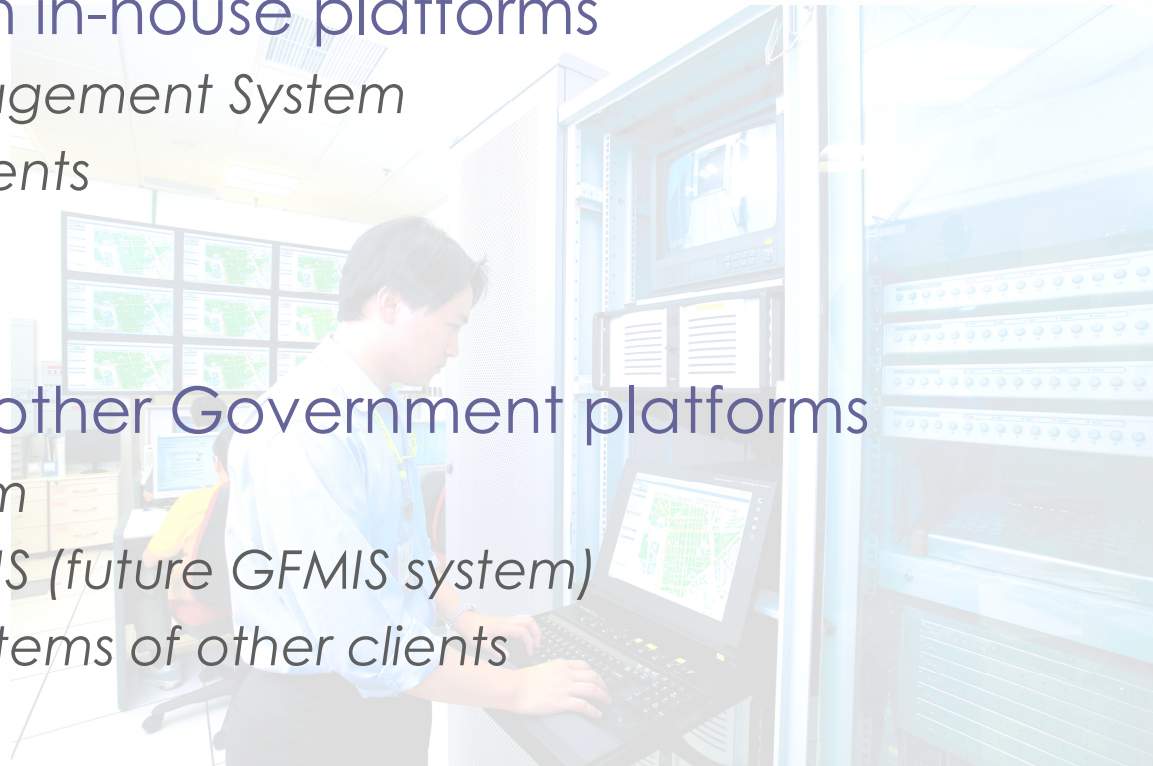 n in-house platforms
agement System
ents
other Government platforms
m
IS (future GFMIS system)
tems of other clients